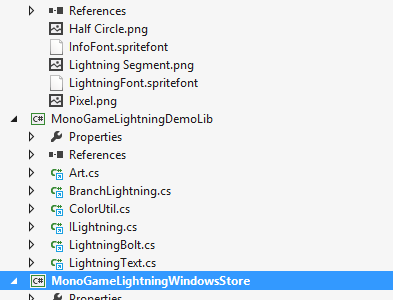 References
Half Circle.png
InfoFont.spritefont
Lightning Segment.png
LightningFont.spritefont
Pixel.png
C# MonoGameLightningDemoLib
Properties
References
C# Art.cs
C# BranchLightning.cs
C# ColorUtil.cs
C# ILightning.cs
C# LightningBolt.cs
C# LightningText.cs
C# MonoGameLightningWindowsStore
Properties